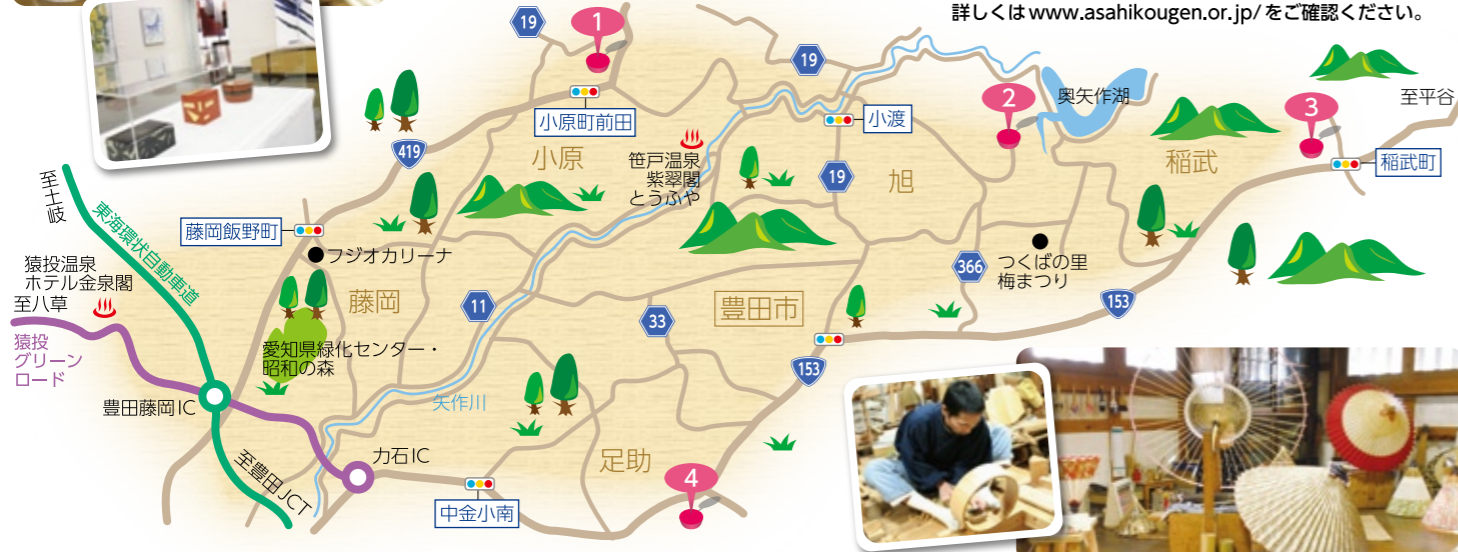 詳しくはwww.asahikougen.or.jp/をご確認ください。
19
1
19
小原町前田
419
小原
笹戸温泉
紫翠閣
とうふや
小渡
19
旭
2
奥矢作湖
3
至平谷
稲武
稲武町
至土岐
東海環状自動車道
藤岡飯野町
フジオカリーナ
猿投温泉
ホテル金泉閣
至八草
猿投
グリーン
ロード
藤岡
愛知県緑化センター・
昭和の森
11
33
豊田市
366
つくばの里
梅まつり
153
153
豊田藤岡IC
矢作川
至豊田JCT
力石IC
中金小南
足助
4